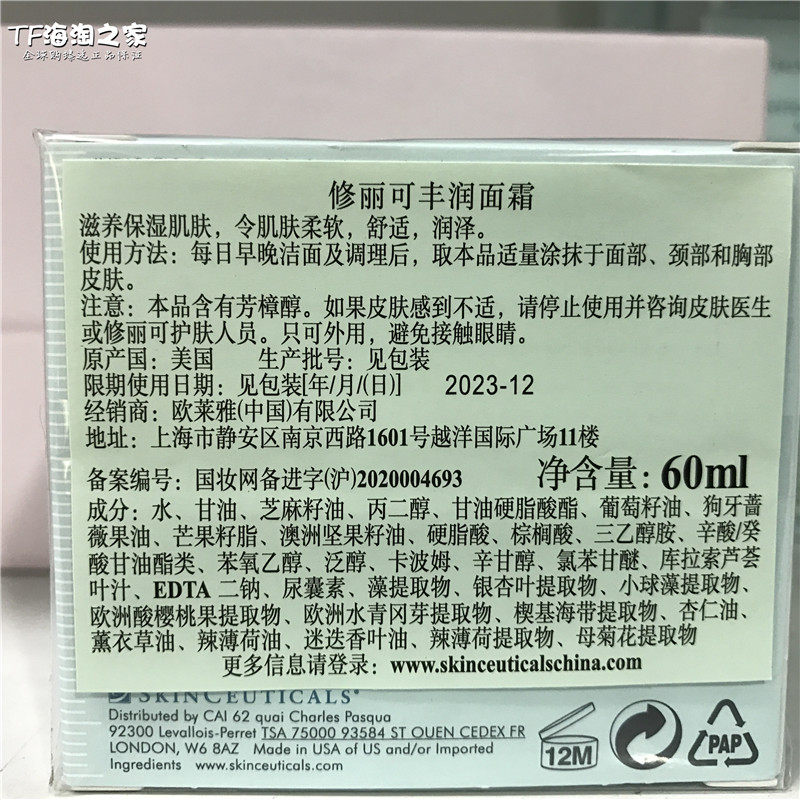 TF海淘之家
全球购臻选正品保证
修丽可丰润面霜
滋养保湿肌肤，令肌肤柔软，舒适，润泽。
使用方法：每日早晚洁面及调理后，取本品适量涂抹于面部、颈部和胸部
皮肤。
注意：本品含有芳樟醇。如果皮肤感到不适，请停止使用并咨询皮肤医生
或修丽可护肤人员。只可外用，避免接触眼睛。
原产国：美国 生产批号：见包装
限期使用日期：见包装[年/月/(日)] 2023-12
经销商：欧莱雅(中国)有限公司
地址：上海市静安区南京西路1601号越洋国际广场11楼
备案编号：国妆网备进字(沪)2020004693 净含量：60ml
成分：水、甘油、芝麻籽油、丙二醇、甘油硬脂酸酯、葡萄籽油、狗牙蔷
薇果油、芒果籽脂、澳洲坚果籽油、硬脂酸、棕榈酸、三乙醇胺、辛酸/癸
酸甘油酯类、苯氧乙醇、泛醇、卡波姆、辛甘醇、氯苯甘醚、库拉索芦荟
叶汁、EDTA 二钠、尿囊素、藻提取物、银杏叶提取物、小球藻提取物、
欧洲酸樱桃果提取物、欧洲水青冈芽提取物、楔基海带提取物、杏仁油、
薰衣草油、辣薄荷油、迷迭香叶油、辣薄荷提取物、母菊花提取物
更多信息请登录：www.skinceuticalschina.com
SKINCEUTICALS®
Distributed by CAI 62 quai Charles Pasqua
92300 Levallois-Perret TSA 75000 93584 ST OUEN CEDEX FR
LONDON, W6 8AZ Made in USA of US and/or Imported
Ingredients www.skinceuticals.com
12M
PAP